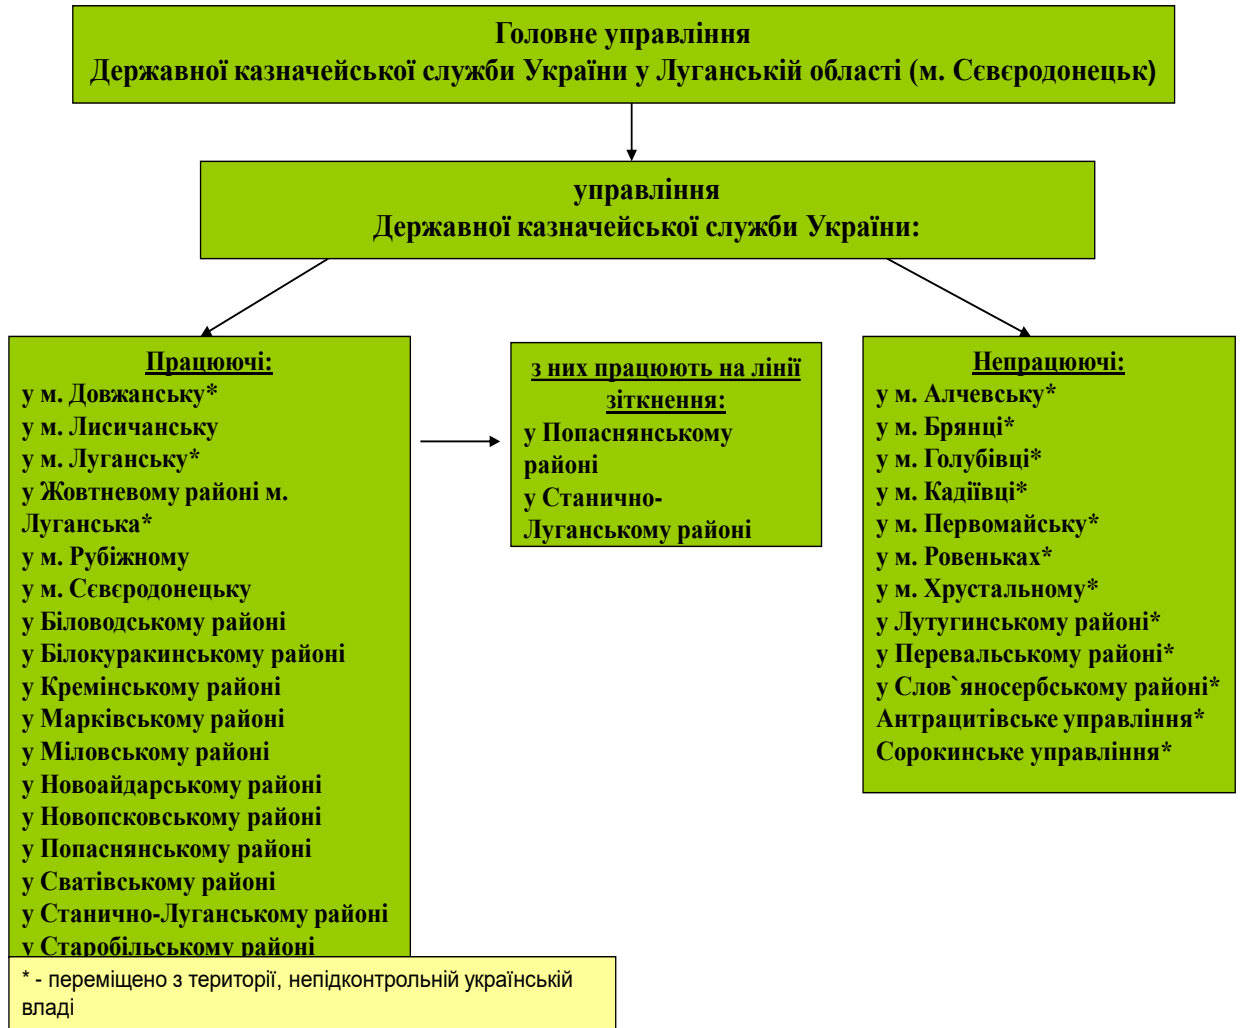 Головне управління
Державної казначейської служби України у Луганській області (м. Сєвєродонецьк)
управління
Державної казначейської служби України:
Працюючі:
у м. Довжанську*
у м. Лисичанську
у м. Луганську*
у Жовтневому районі м.
Луганська*
у м. Рубіжному
у м. Сєвєродонецьку
у Біловодському районі
у Білокуракинському районі
у Кремінському районі
у Марківському районі
у Міловському районі
у Новоайдарському районі
у Новопсковському районі
у Попаснянському районі
у Сватівському районі
у Станично-Луганському районі
у Старобільському районі
з них працюють на лінії
зіткнення:
у Попаснянському
районі
у Станично-
Луганському районі
Непрацюючі:
у м. Алчевську*
у м. Брянці*
у м. Голубівці*
у м. Кадіївці*
у м. Первомайську*
у м. Ровеньках*
у м. Хрустальному*
у Лутугинському районі*
у Перевальському районі*
у Слов`яносербському районі*
Антрацитівське управління*
Сорокинське управління*
* - переміщено з території, непідконтрольній українській
владі